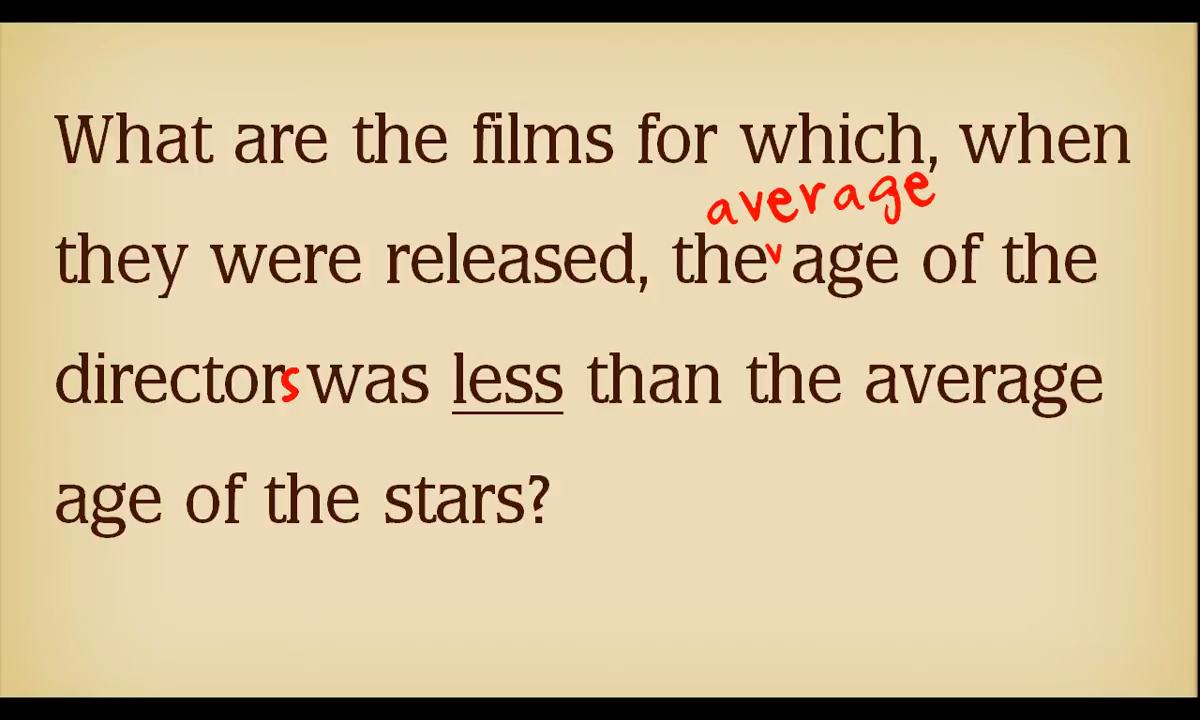 What are the films for which, when
average
they were released, the v age of the
directors was less than the average
age of the stars?